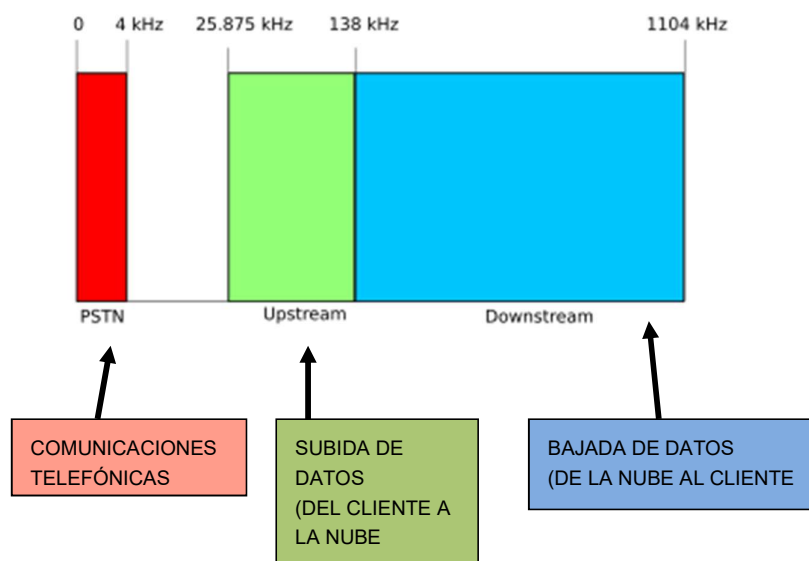 0
4 kHz
25.875 kHz
138 kHz
1104 kHz
PSTN
Upstream
Downstream
COMUNICACIONES
TELEFÓNICAS
SUBIDA DE
DATOS
(DEL CLIENTE A
LA NUBE
BAJADA DE DATOS
(DE LA NUBE AL CLIENTE